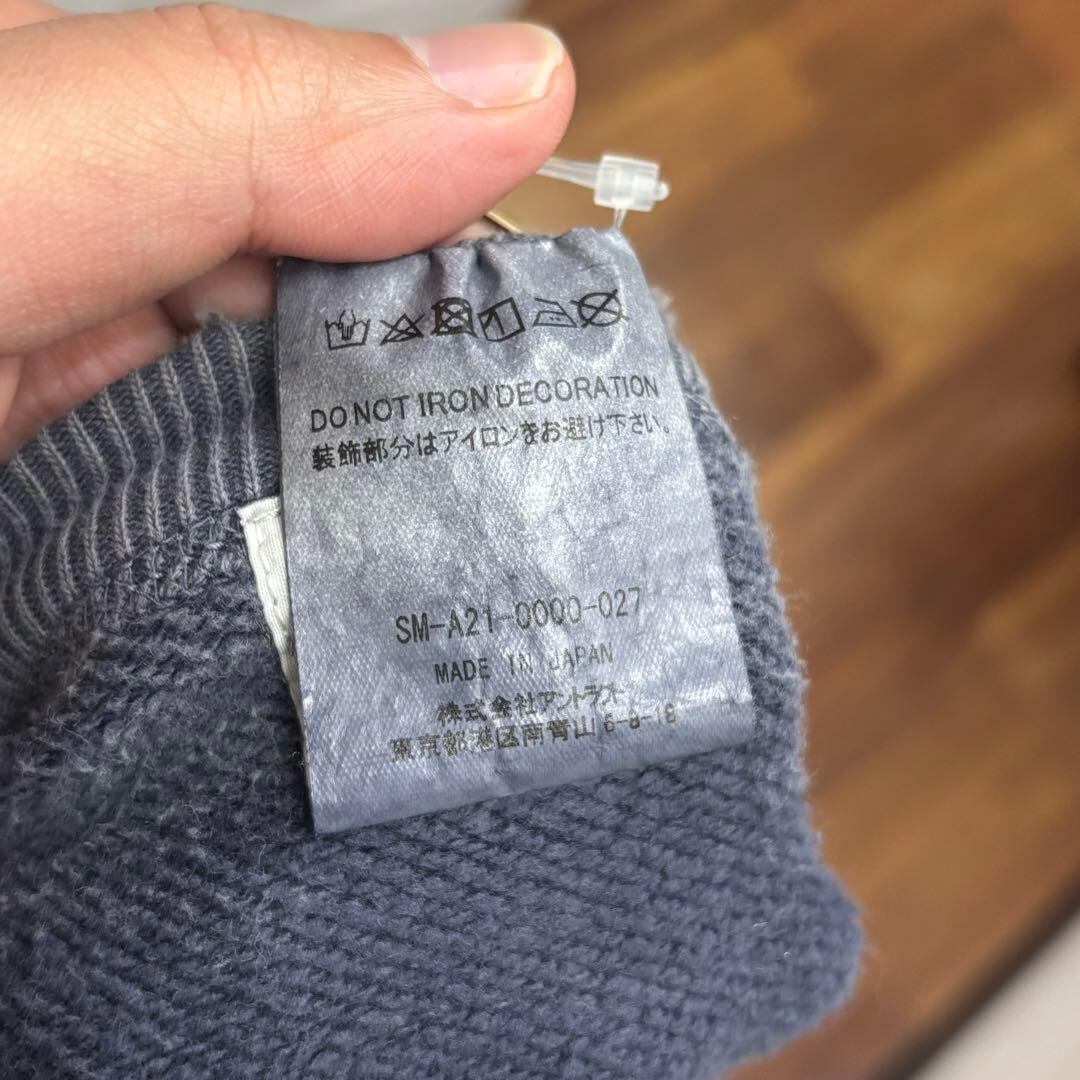 DO NOT IRON DECORATION
装飾部分はアイロンをお避け下さい。
SM-A21-0000-027
MADE IN JAPAN
株式会社アントラクト
東京都港区南青山 6-8-18